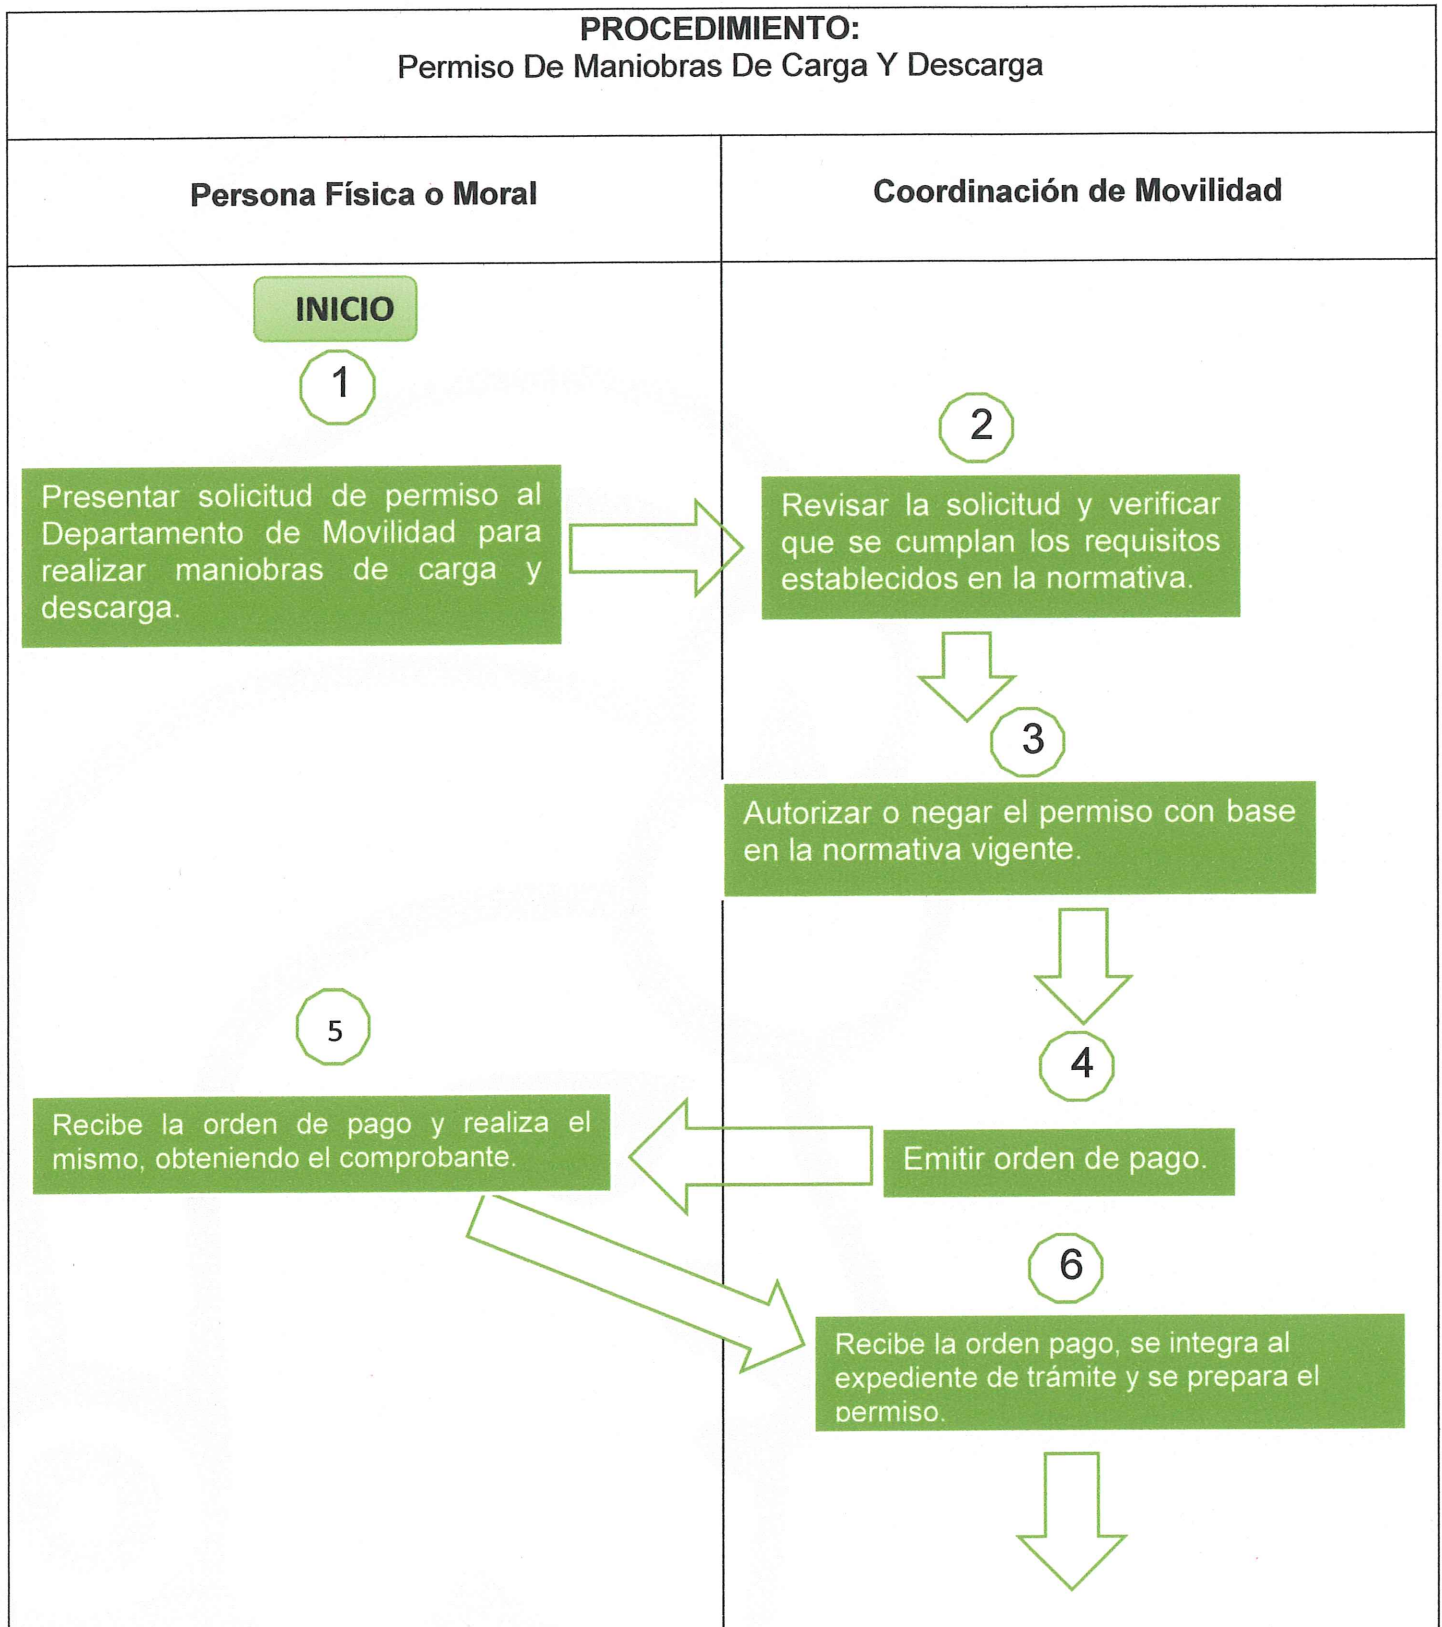 PROCEDIMIENTO:
Permiso De Maniobras De Carga Y Descarga
Persona Física o Moral
Coordinación de Movilidad
INICIO
1
Presentar solicitud de permiso al
Departamento de Movilidad para
realizar maniobras de carga y
descarga.
2
Revisar la solicitud y verificar
que se cumplan los requisitos
establecidos en la normativa.
3
Autorizar o negar el permiso con base
en la normativa vigente.
4
Emitir orden de pago.
5
Recibe la orden de pago y realiza el
mismo, obteniendo el comprobante.
6
Recibe la orden pago, se integra al
expediente de trámite y se prepara el
permiso.